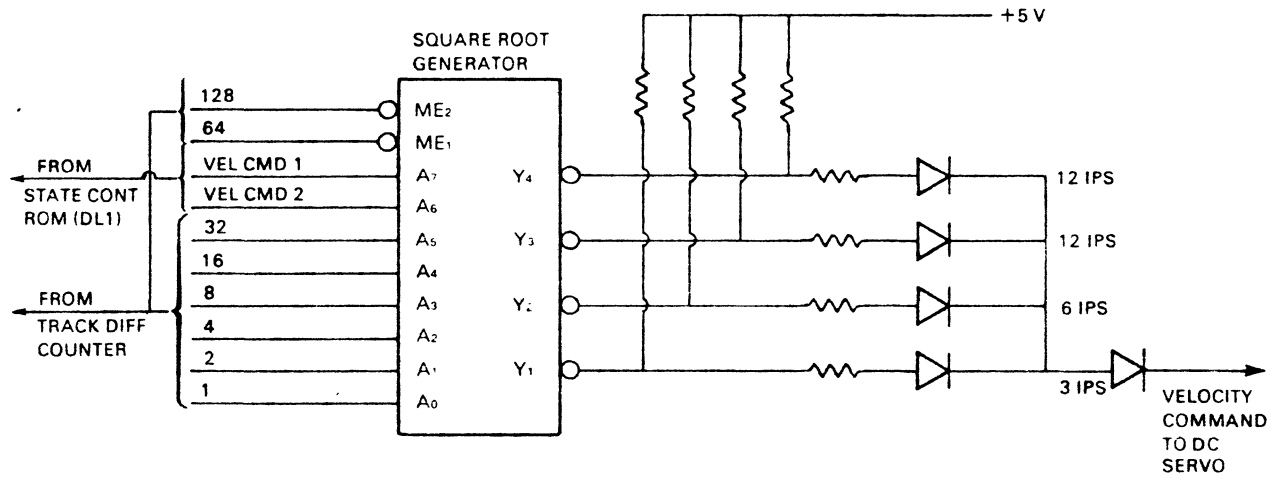 +5 V
SQUARE ROOT
GENERATOR
128
ME2
64
ME1
FROM
STATE CONT
ROM (DL1)
VEL CMD 1
A7
Y4
12 IPS
VEL CMD 2
A6
32
A5
Y3
12 IPS
16
A4
FROM
TRACK DIFF
COUNTER
8
A3
Y2
6 IPS
4
A2
2
A1
Y1
3 IPS
1
A0
VELOCITY
COMMAND
TO DC
SERVO